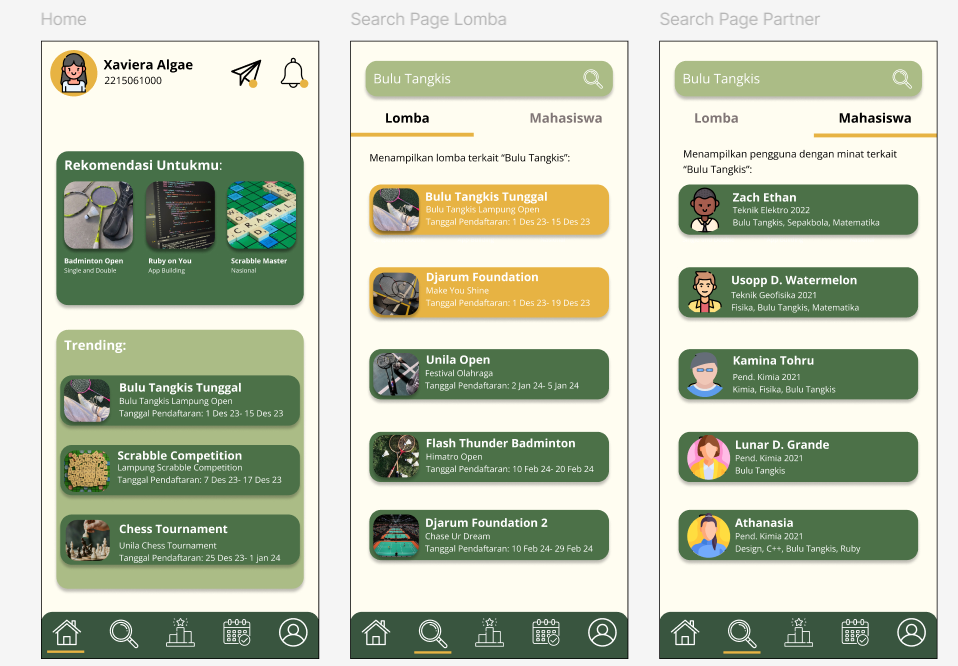 Home
Xaviera Algae
2215061000
Rekomendasi Untukmu:
Badminton Open
Single and Double
Ruby on You
App Building
Scrabble Master
Nasional
Trending:
Bulu Tangkis Tunggal
Bulu Tangkis Lampung Open
Tanggal Pendaftaran: 1 Des 23- 15 Des 23
Scrabble Competition
Lampung Scrabble Competition
Tanggal Pendaftaran: 7 Des 23- 17 Des 23
Chess Tournament
Unila Chess Tournament
Tanggal Pendaftaran: 25 Des 23- 1 jan 24
Search Page Lomba
Bulu Tangkis
Lomba
Mahasiswa
Menampilkan lomba terkait “Bulu Tangkis”:
Bulu Tangkis Tunggal
Bulu Tangkis Lampung Open
Tanggal Pendaftaran: 1 Des 23- 15 Des 23
Djarum Foundation
Make You Shine
Tanggal Pendaftaran: 1 Des 23- 19 Des 23
Unila Open
Festival Olahraga
Tanggal Pendaftaran: 2 Jan 24- 5 Jan 24
Flash Thunder Badminton
Himatro Open
Tanggal Pendaftaran: 10 Feb 24- 20 Feb 24
Djarum Foundation 2
Chase Ur Dream
Tanggal Pendaftaran: 10 Feb 24- 29 Feb 24
Search Page Partner
Bulu Tangkis
Lomba
Mahasiswa
Menampilkan pengguna dengan minat terkait
“Bulu Tangkis”:
Zach Ethan
Teknik Elektro 2022
Bulu Tangkis, Sepakbola, Matematika
Usopp D. Watermelon
Teknik Geofisika 2021
Fisika, Bulu Tangkis, Matematika
Kamina Tohru
Pend. Kimia 2021
Kimia, Fisika, Bulu Tangkis
Lunar D. Grande
Pend. Kimia 2021
Bulu Tangkis
Athanasia
Pend. Kimia 2021
Design, C++, Bulu Tangkis, Ruby